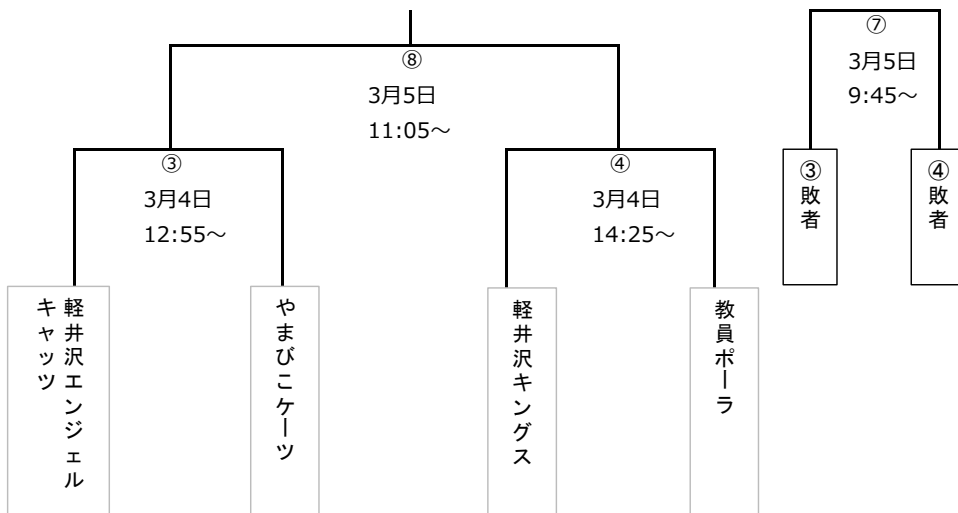 ⑧
3月5日
11:05～
⑦
3月5日
9:45～
③
3月4日
12:55～
④
3月4日
14:25～
③敗者
④敗者
軽井沢エンジェル
キャッツ
やまびこケーツ
軽井沢キングス
教員ポーラ